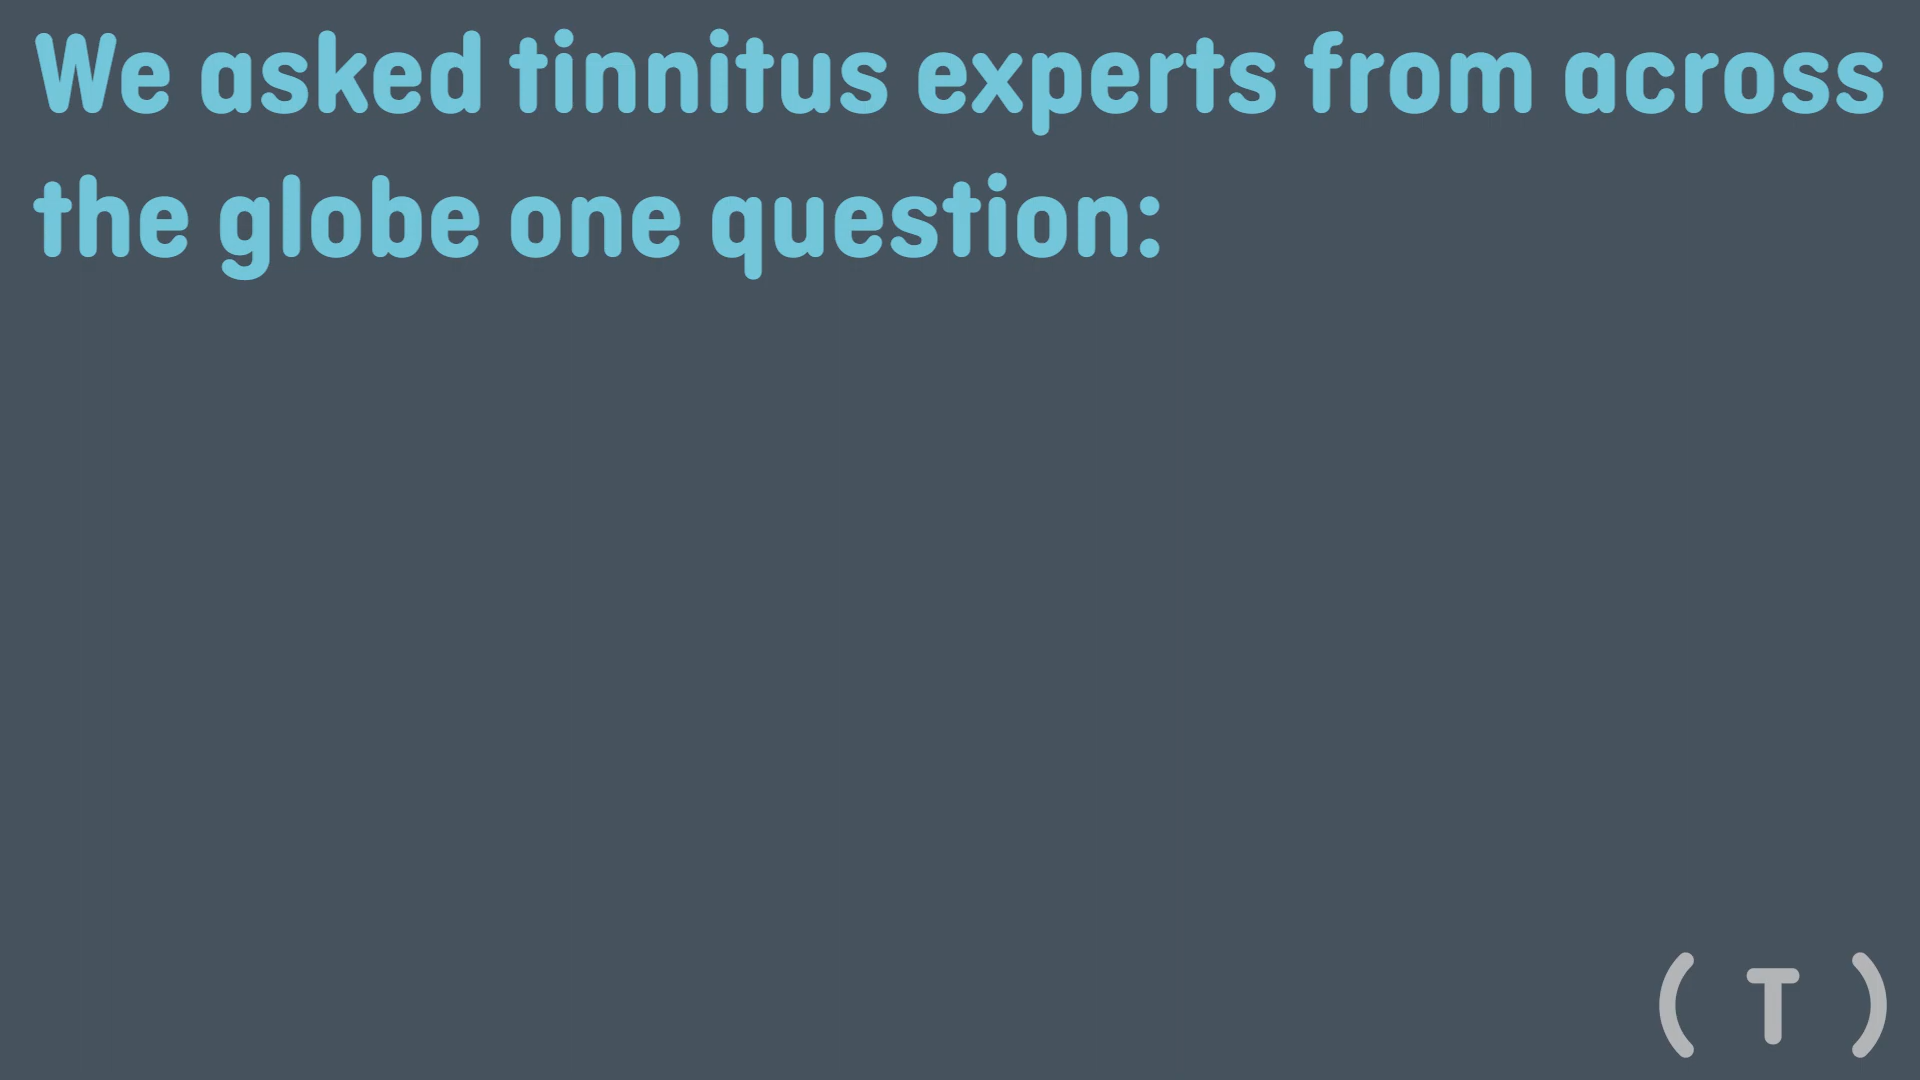 We asked tinnitus experts from across
the globe one question:
( T )